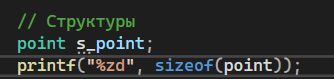 // Структуры
point s_point;
printf("%zd", sizeof(point));